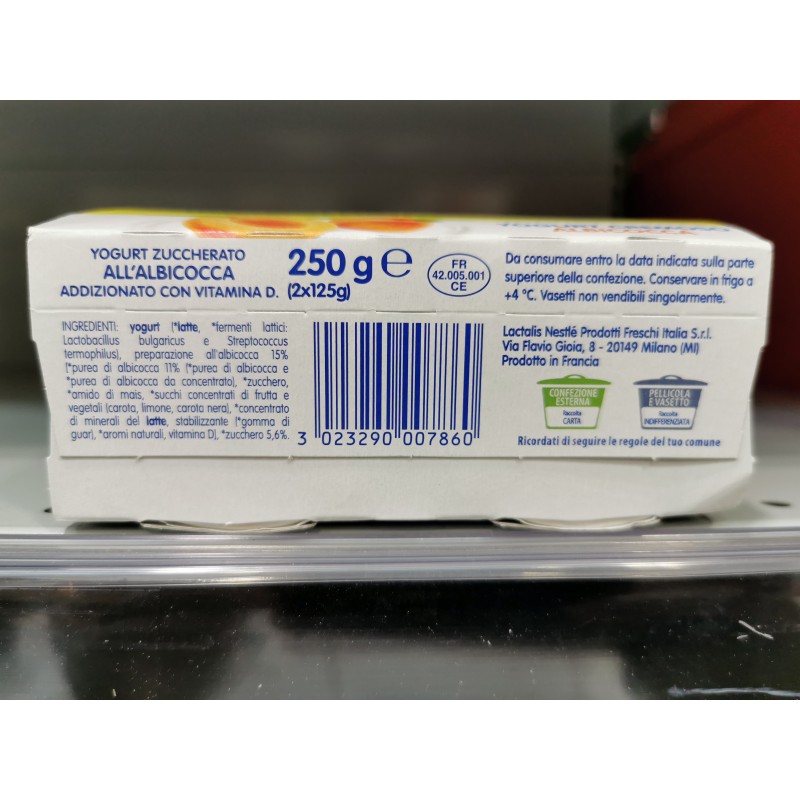 YOGURT ZUCCHERATO
ALL'ALBICOCCA
ADDIZIONATO CON VITAMINA D.
250 g e
(2x125g)
FR
42.005.001
CE
Da consumare entro la data indicata sulla parte
superiore della confezione. Conservare in frigo a
+4 °C. Vasetti non vendibili singolarmente.
INGREDIENTI: yogurt (*latte, *fermenti lattici:
Lactobacillus bulgaricus e Streptococcus
termophilus), preparazione all'albicocca 15%
(*purea di albicocca 11% (*purea di albicocca e
*purea di albicocca da concentrato), *zucchero,
*amido di mais, *succhi concentrati di frutta e
vegetali (carota, limone, carota nera), *concentrato
di minerali del latte, stabilizzante (*gomma di
guar), *aromi naturali, vitamina D), *zucchero 5,6%.
3 023290 007860
Lactalis Nestlé Prodotti Freschi Italia S.r.l.
Via Flavio Gioia, 8 - 20149 Milano (MI)
Prodotto in Francia
CONFEZIONE
ESTERNA
Raccolta
CARTA
PELLICOLA
E VASETTO
Raccolta
INDIFFERENZIATA
Ricordati di seguire le regole del tuo comune